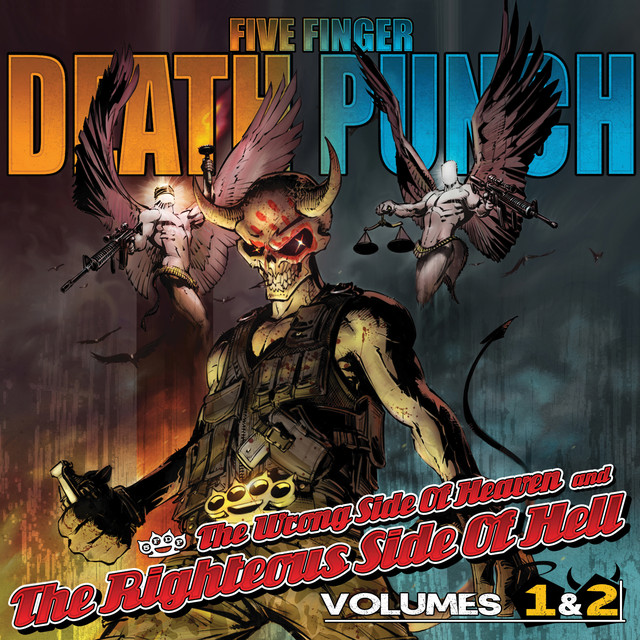 FIVE FINGER
DEATH PUNCH
The Wrong Side Of Heaven and
The Righteous Side Of Hell
VOLUMES 1&2